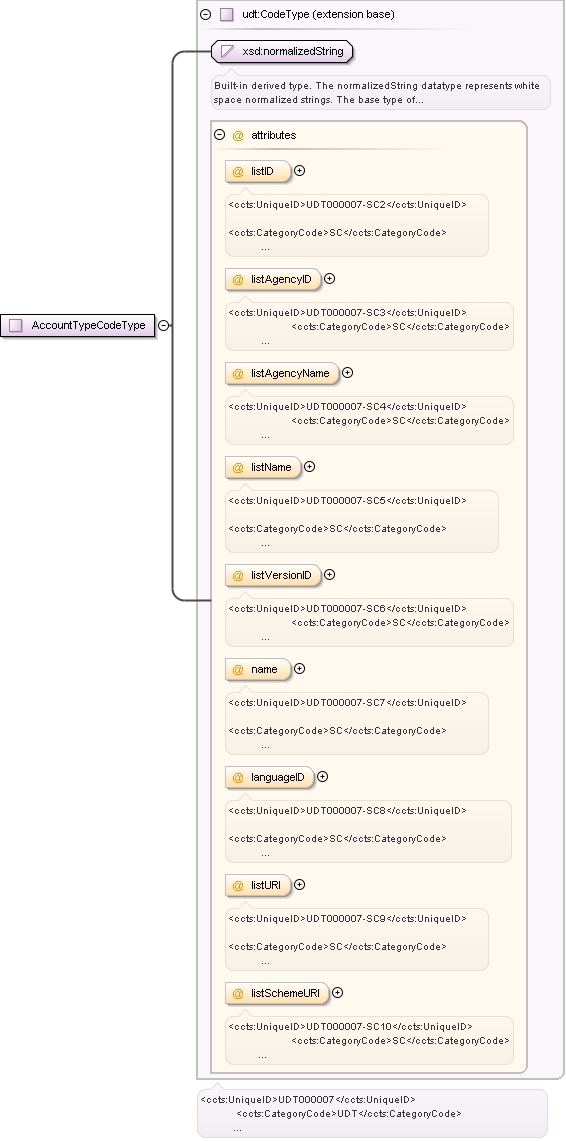 udt:CodeType (extension base)
xsd:normalizedString
Built-in derived type. The normalizedString datatype represents white
space normalized strings. The base type of...
@ attributes
@ listID
<ccts:UniqueID>UDT000007-SC2</ccts:UniqueID>
<ccts:CategoryCode>SC</ccts:CategoryCode>
...
@ listAgencyID
<ccts:UniqueID>UDT000007-SC3</ccts:UniqueID>
<ccts:CategoryCode>SC</ccts:CategoryCode>
...
AccountTypeCodeType
@ listAgencyName
<ccts:UniqueID>UDT000007-SC4</ccts:UniqueID>
<ccts:CategoryCode>SC</ccts:CategoryCode>
...
@ listName
<ccts:UniqueID>UDT000007-SC5</ccts:UniqueID>
<ccts:CategoryCode>SC</ccts:CategoryCode>
...
@ listVersionID
<ccts:UniqueID>UDT000007-SC6</ccts:UniqueID>
<ccts:CategoryCode>SC</ccts:CategoryCode>
...
@ name
<ccts:UniqueID>UDT000007-SC7</ccts:UniqueID>
<ccts:CategoryCode>SC</ccts:CategoryCode>
...
@ languageID
<ccts:UniqueID>UDT000007-SC8</ccts:UniqueID>
<ccts:CategoryCode>SC</ccts:CategoryCode>
...
@ listURI
<ccts:UniqueID>UDT000007-SC9</ccts:UniqueID>
<ccts:CategoryCode>SC</ccts:CategoryCode>
...
@ listSchemeURI
<ccts:UniqueID>UDT000007-SC10</ccts:UniqueID>
<ccts:CategoryCode>SC</ccts:CategoryCode>
...
<ccts:UniqueID>UDT000007</ccts:UniqueID>
<ccts:CategoryCode>UDT</ccts:CategoryCode>
...